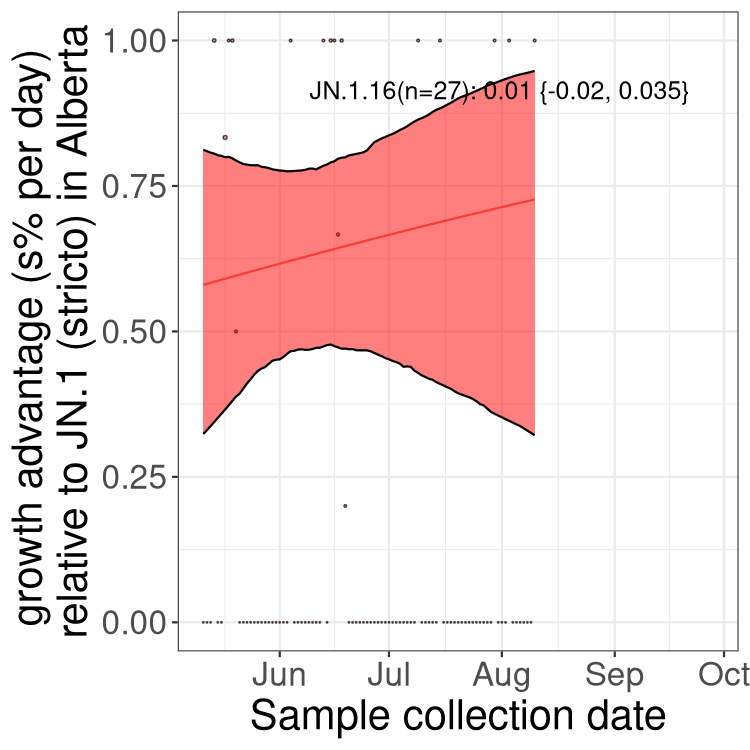 growth advantage (s% per day)
relative to JN.1 (stricto) in Alberta
1.00
0.75
0.50
0.25
0.00
JN.1.16(n=27): 0.01 {-0.02, 0.035}
Jun Jul Aug Sep Oct
Sample collection date